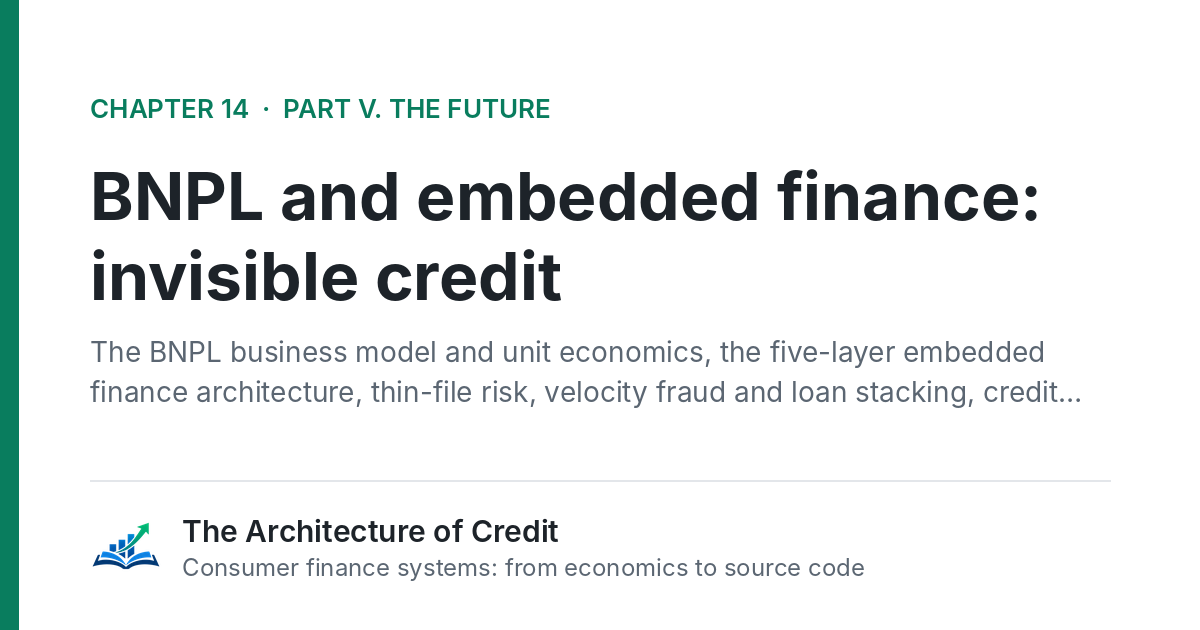 CHAPTER 14 · PART V. THE FUTURE
BNPL and embedded finance:
invisible credit
The BNPL business model and unit economics, the five-layer embedded
finance architecture, thin-file risk, velocity fraud and loan stacking, credit…
The Architecture of Credit
Consumer finance systems: from economics to source code